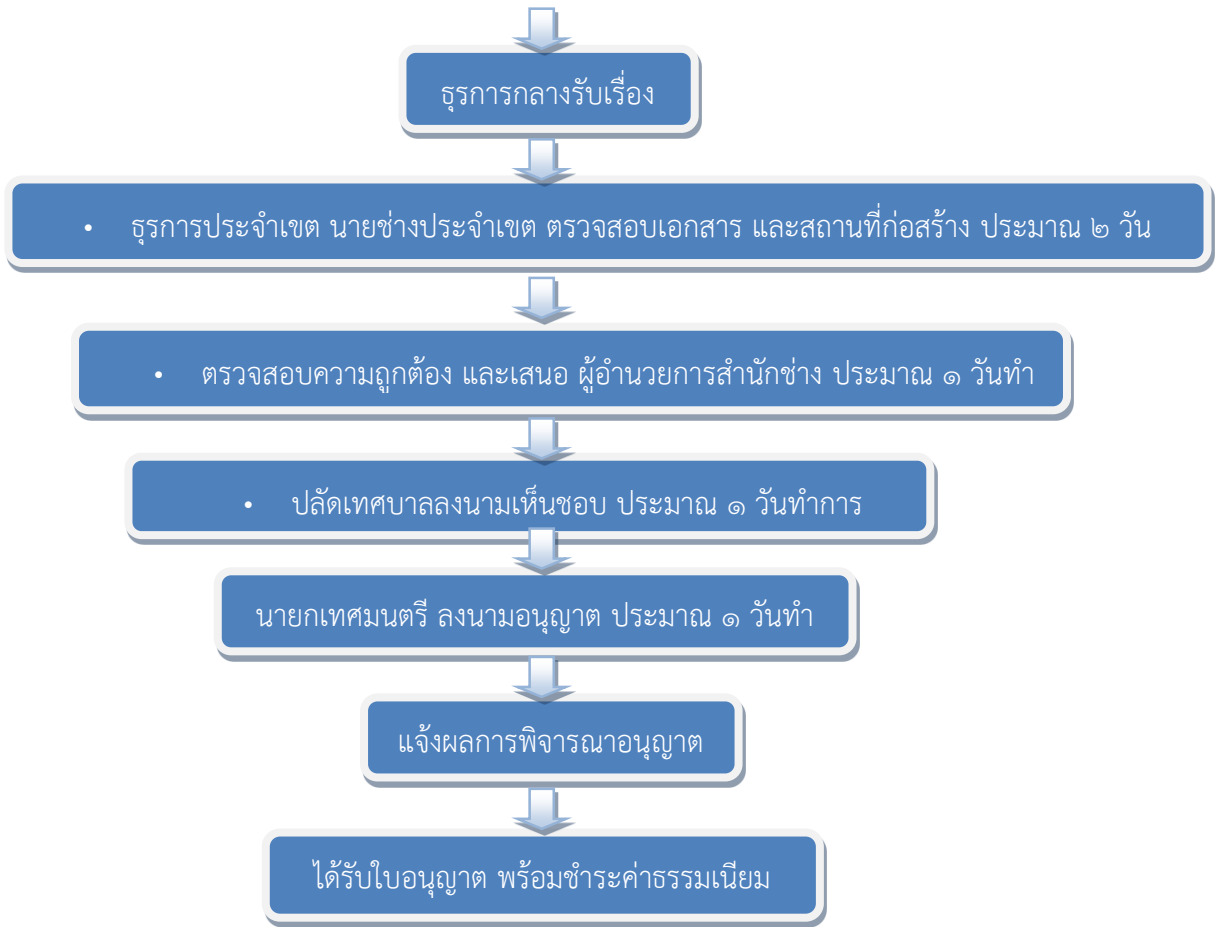 ธุรการกลางรับเรื่อง
• ธุรการประจำเขต นายช่างประจำเขต ตรวจสอบเอกสาร และสถานที่ก่อสร้าง ประมาณ ๒ วัน
• ตรวจสอบความถูกต้อง และเสนอ ผู้อำนวยการสำนักช่าง ประมาณ ๑ วันทำ
• ปลัดเทศบาลลงนามเห็นชอบ ประมาณ ๑ วันทำการ
นายกเทศมนตรี ลงนามอนุญาต ประมาณ ๑ วันทำ
แจ้งผลการพิจารณาอนุญาต
ได้รับใบอนุญาต พร้อมชำระค่าธรรมเนียม